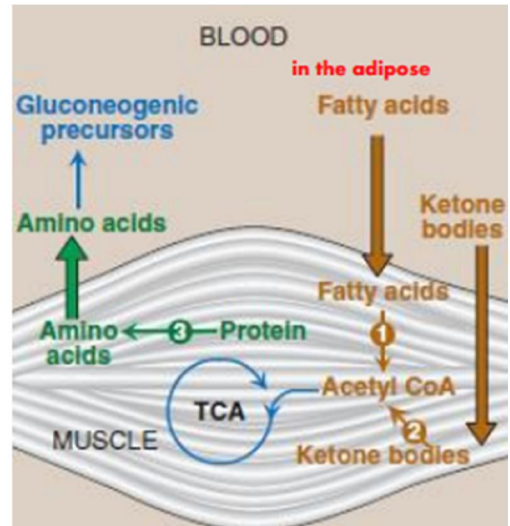 BLOOD
in the adipose
Gluconeogenic
precursors
Fatty acids
Amino acids
Ketone
bodies
Fatty acids
Amino
acids
3
Protein
1
Acetyl CoA
TCA
2
MUSCLE
Ketone bodies